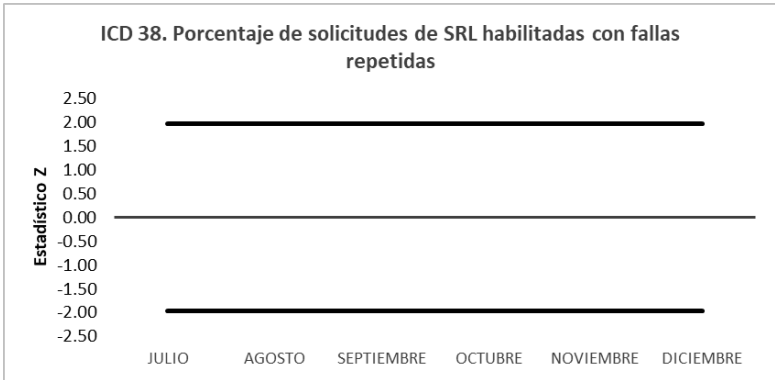 ICD 38. Porcentaje de solicitudes de SRL habilitadas con fallas
repetidas
Estadístico Z
2.50
2.00
1.50
1.00
0.50
0.00
-0.50
-1.00
-1.50
-2.00
-2.50
JULIO AGOSTO SEPTIEMBRE OCTUBRE NOVIEMBRE DICIEMBRE